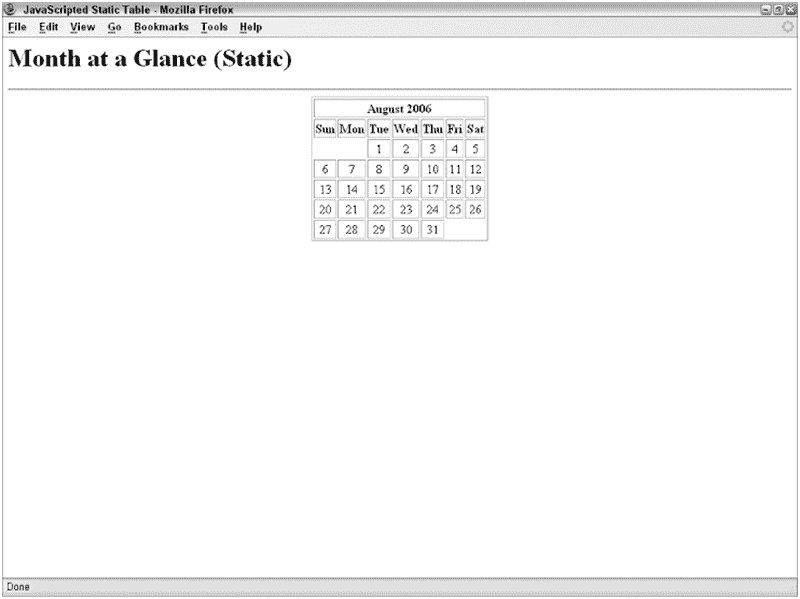 JavaScripted Static Table - Mozilla Firefox
File Edit View Go Bookmarks Tools Help
Month at a Glance (Static)
August 2006
Sun Mon Tue Wed Thu Fri Sat
1 2 3 4 5
6 7 8 9 10 11 12
13 14 15 16 17 18 19
20 21 22 23 24 25 26
27 28 29 30 31
Done